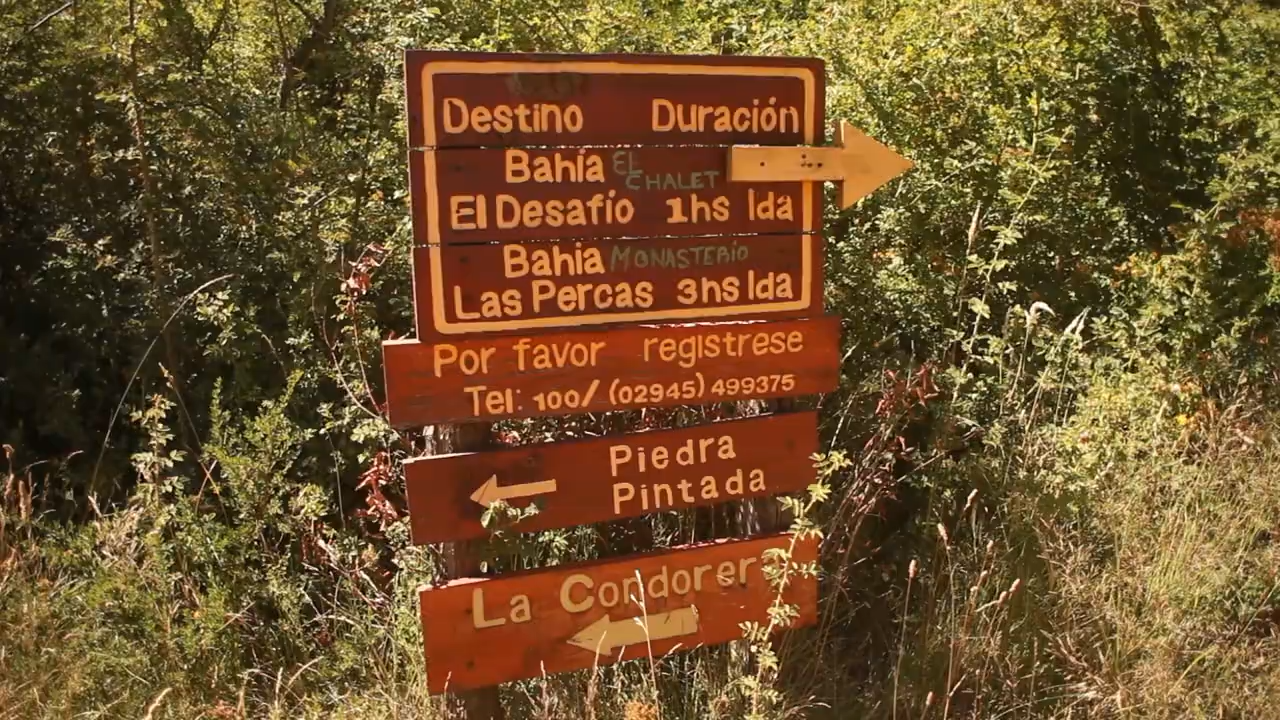 Destino Duración
Bahía EL CHALET
El Desafío 1hs Ida
Bahia MONASTERIO
Las Percas 3hs Ida
Por favor registrese
Tel: 100/ (02945) 499375
Piedra
Pintada
La Condorera